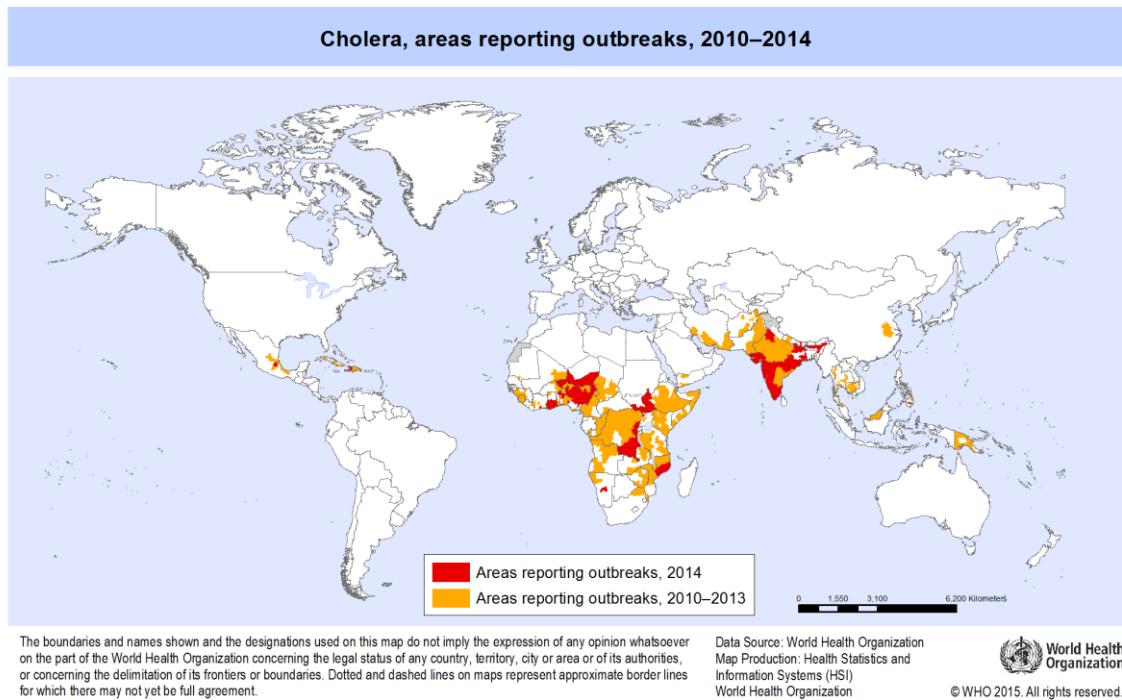 Cholera, areas reporting outbreaks, 2010–2014
Areas reporting outbreaks, 2014
Areas reporting outbreaks, 2010–2013
0 1,550 3,100 6,200 Kilometers
The boundaries and names shown and the designations used on this map do not imply the expression of any opinion whatsoever
on the part of the World Health Organization concerning the legal status of any country, territory, city or area or of its authorities,
or concerning the delimitation of its frontiers or boundaries. Dotted and dashed lines on maps represent approximate border lines
for which there may not yet be full agreement.
Data Source: World Health Organization
Map Production: Health Statistics and
Information Systems (HSI)
World Health Organization
World Health
Organization
© WHO 2015. All rights reserved.